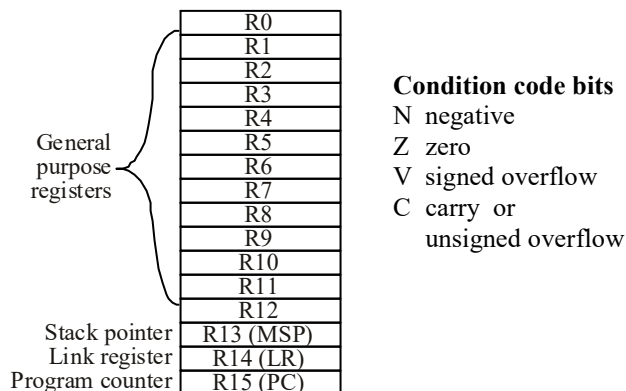 R0
R1
R2
R3
R4
R5
R6
R7
R8
R9
R10
R11
R12
R13 (MSP)
R14 (LR)
R15 (PC)
General
purpose
registers
Stack pointer
Link register
Program counter
Condition code bits
N negative
Z zero
V signed overflow
C carry or
unsigned overflow